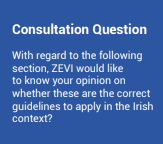 Consultation Question
With regard to the following
section, ZEVI would like
to know your opinion on
whether these are the correct
guidelines to apply in the Irish
context?